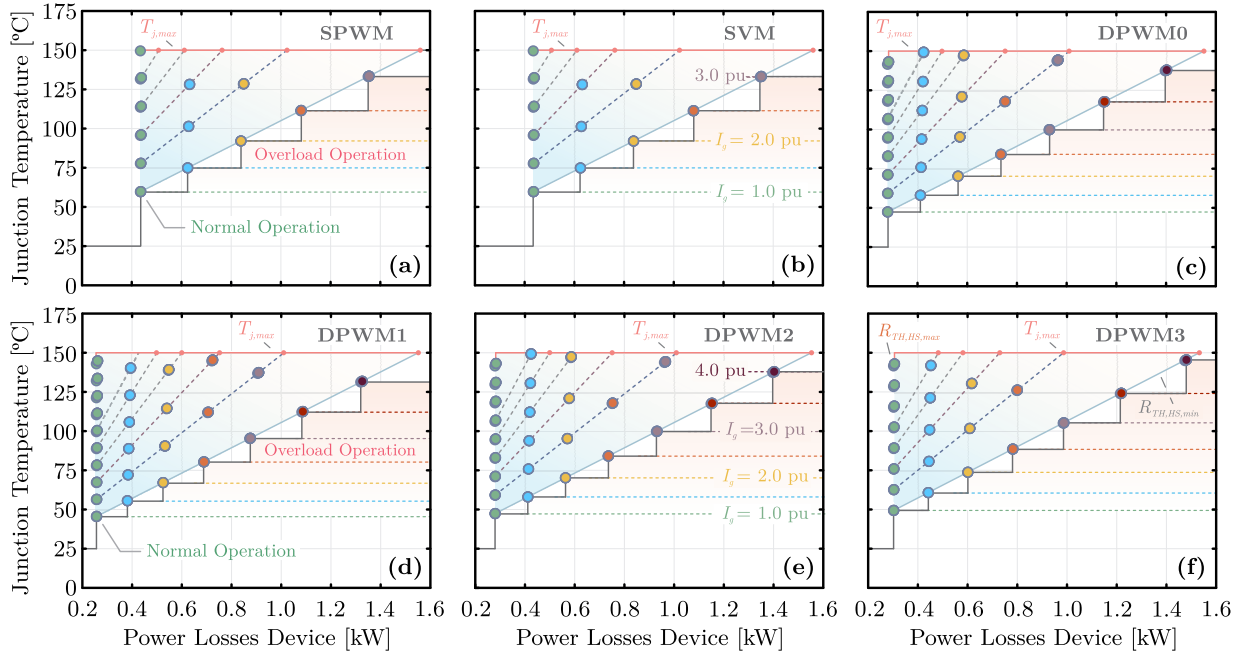 Junction Temperature [ºC]
175
150
125
100
75
50
25
0
T_j,max
SPWM
Overload Operation
Normal Operation
(a)
T_j,max
SVM
3.0 pu
I_g = 2.0 pu
I_g = 1.0 pu
(b)
T_j,max
DPWM0
(c)
Junction Temperature [ºC]
175
150
125
100
75
50
25
0
T_j,max
DPWM1
Overload Operation
Normal Operation
(d)
0.2 0.4 0.6 0.8 1.0 1.2 1.4 1.6
Power Losses Device [kW]
T_j,max
DPWM2
4.0 pu
I_g=3.0 pu
I_g = 2.0 pu
I_g = 1.0 pu
(e)
0.2 0.4 0.6 0.8 1.0 1.2 1.4 1.6
Power Losses Device [kW]
R_TH,HS,max
T_j,max
DPWM3
R_TH,HS,min
(f)
0.2 0.4 0.6 0.8 1.0 1.2 1.4 1.6
Power Losses Device [kW]